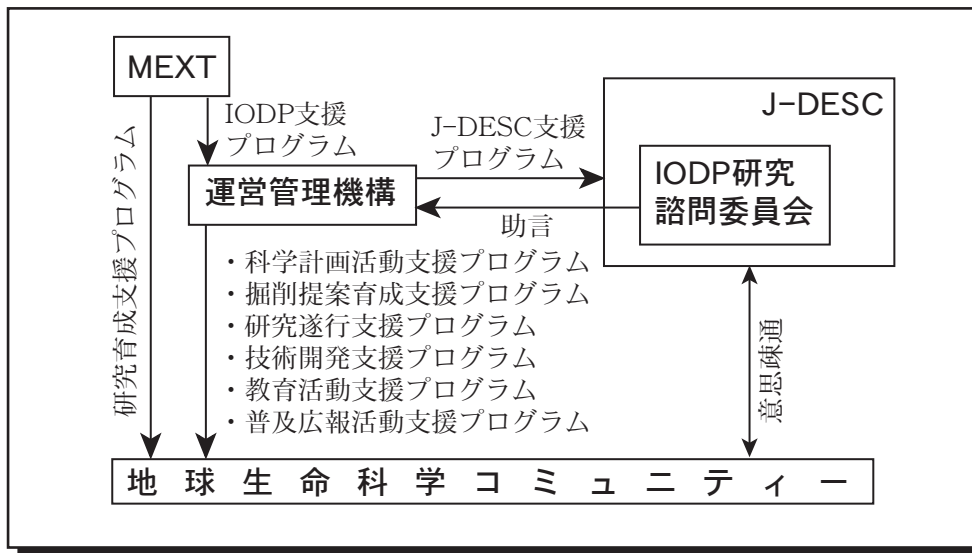 MEXT
IODP支援
プログラム
J-DESC支援
プログラム
J-DESC
IODP研究
諮問委員会
運営管理機構
助言
研究育成支援プログラム
・科学計画活動支援プログラム
・掘削提案育成支援プログラム
・研究遂行支援プログラム
・技術開発支援プログラム
・教育活動支援プログラム
・普及広報活動支援プログラム
意思疎通
地球生命科学コミュニティー